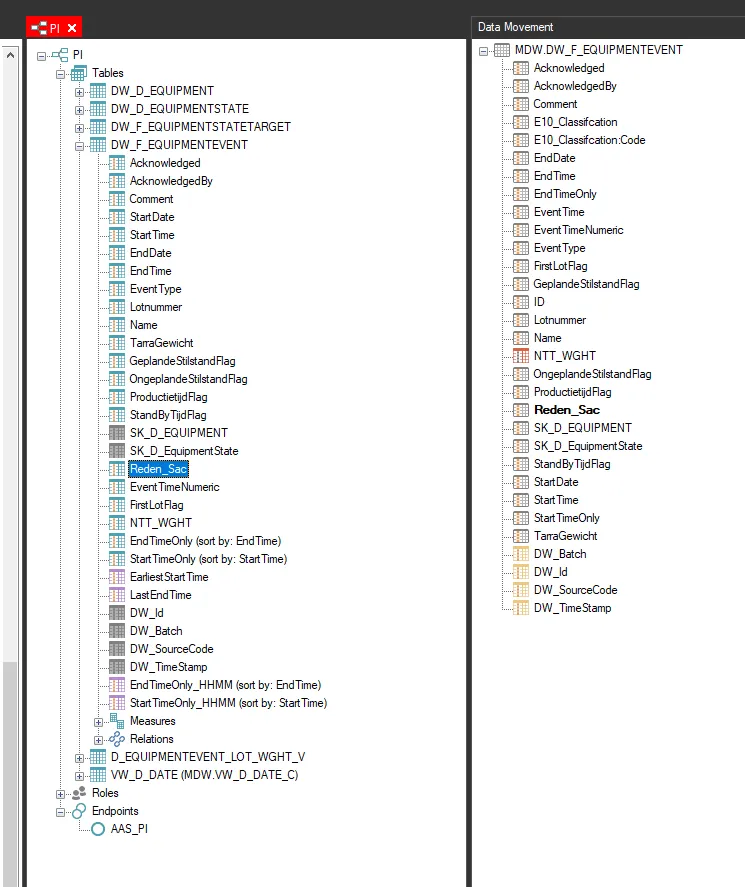 PI
PI
Tables
DW_D_EQUIPMENT
DW_D_EQUIPMENTSTATE
DW_F_EQUIPMENTSTATETARGET
DW_F_EQUIPMENTEVENT
Acknowledged
AcknowledgedBy
Comment
StartDate
StartTime
EndDate
EndTime
EventType
Lotnummer
Name
TarraGewicht
GeplandeStilstandFlag
OngeplandeStilstandFlag
ProductietijdFlag
StandByTijdFlag
SK_D_EQUIPMENT
SK_D_EquipmentState
Reden_Sac
EventTimeNumeric
FirstLotFlag
NTT_WGHT
EndTimeOnly (sort by: EndTime)
StartTimeOnly (sort by: StartTime)
EarliestStartTime
LastEndTime
DW_Id
DW_Batch
DW_SourceCode
DW_TimeStamp
EndTimeOnly_HHMM (sort by: EndTime)
StartTimeOnly_HHMM (sort by: StartTime)
Measures
Relations
D_EQUIPMENTEVENT_LOT_WGHT_V
VW_D_DATE (MDW.VW_D_DATE_C)
Roles
Endpoints
AAS_PI
Data Movement
MDW.DW_F_EQUIPMENTEVENT
Acknowledged
AcknowledgedBy
Comment
E10_Classifcation
E10_Classifcation:Code
EndDate
EndTime
EndTimeOnly
EventTime
EventTimeNumeric
EventType
FirstLotFlag
GeplandeStilstandFlag
ID
Lotnummer
Name
NTT_WGHT
OngeplandeStilstandFlag
ProductietijdFlag
Reden_Sac
SK_D_EQUIPMENT
SK_D_EquipmentState
StandByTijdFlag
StartDate
StartTime
StartTimeOnly
TarraGewicht
DW_Batch
DW_Id
DW_SourceCode
DW_TimeStamp